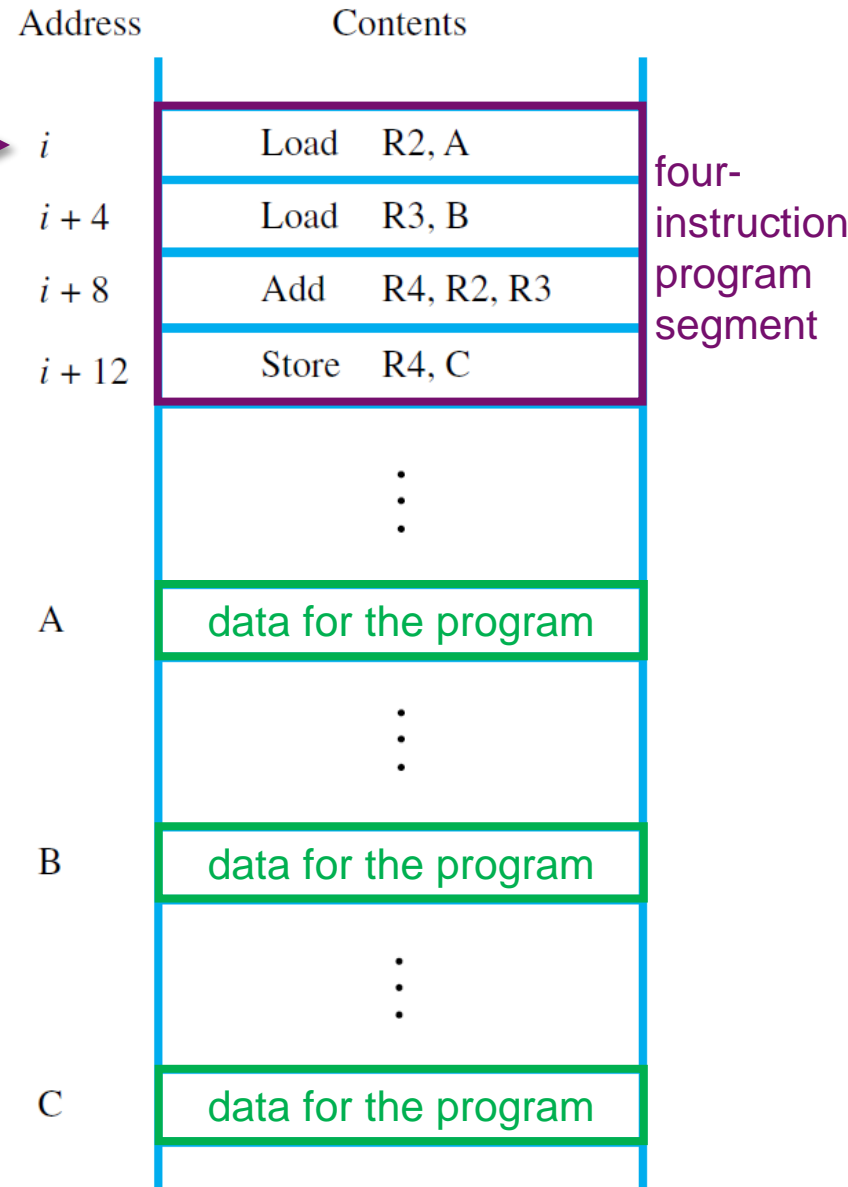 Address Contents
i Load R2, A
i + 4 Load R3, B
i + 8 Add R4, R2, R3
i + 12 Store R4, C
four-
instruction
program
segment
A data for the program
B data for the program
C data for the program